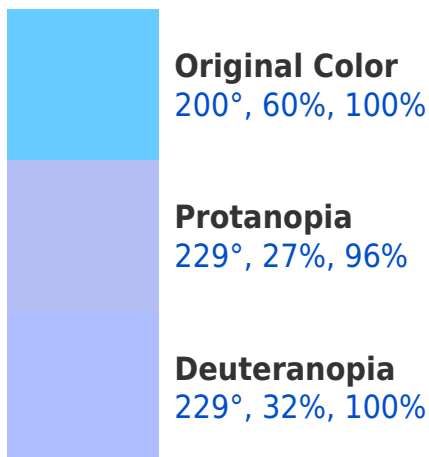 Original Color
200°, 60%, 100%
Protanopia
229°, 27%, 96%
Deuteranopia
229°, 32%, 100%